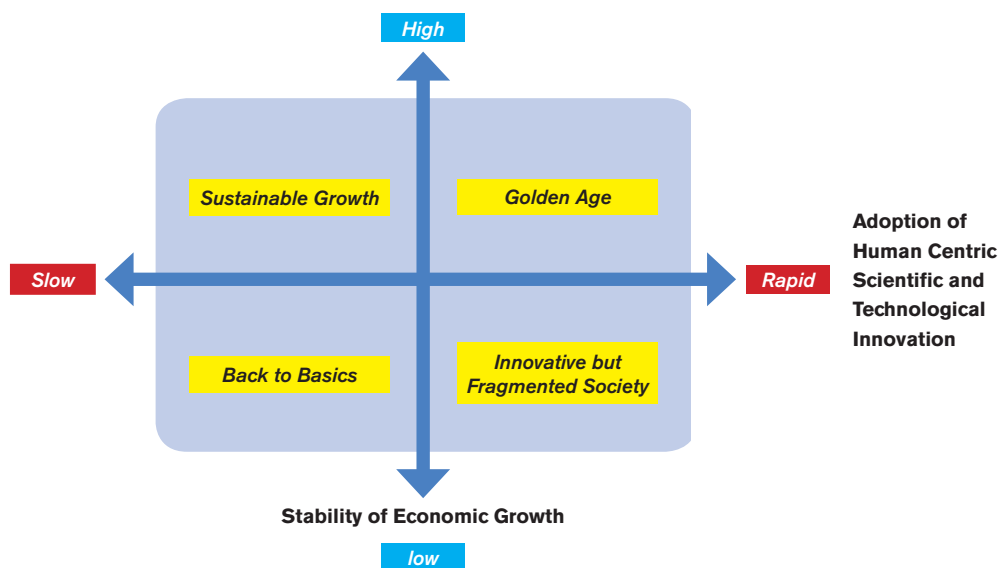 High
Sustainable Growth
Golden Age
Adoption of
Human Centric
Scientific and
Technological
Innovation
Slow
Rapid
Back to Basics
Innovative but
Fragmented Society
Stability of Economic Growth
low